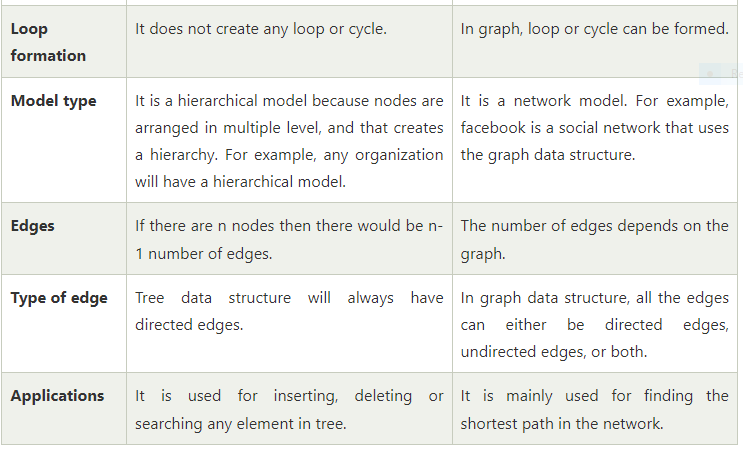 Loop
formation
It does not create any loop or cycle.
In graph, loop or cycle can be formed.
Model type
It is a hierarchical model because nodes are
arranged in multiple level, and that creates
a hierarchy. For example, any organization
will have a hierarchical model.
It is a network model. For example,
facebook is a social network that uses
the graph data structure.
Edges
If there are n nodes then there would be n-
1 number of edges.
The number of edges depends on the
graph.
Type of edge
Tree data structure will always have
directed edges.
In graph data structure, all the edges
can either be directed edges,
undirected edges, or both.
Applications
It is used for inserting, deleting or
searching any element in tree.
It is mainly used for finding the
shortest path in the network.